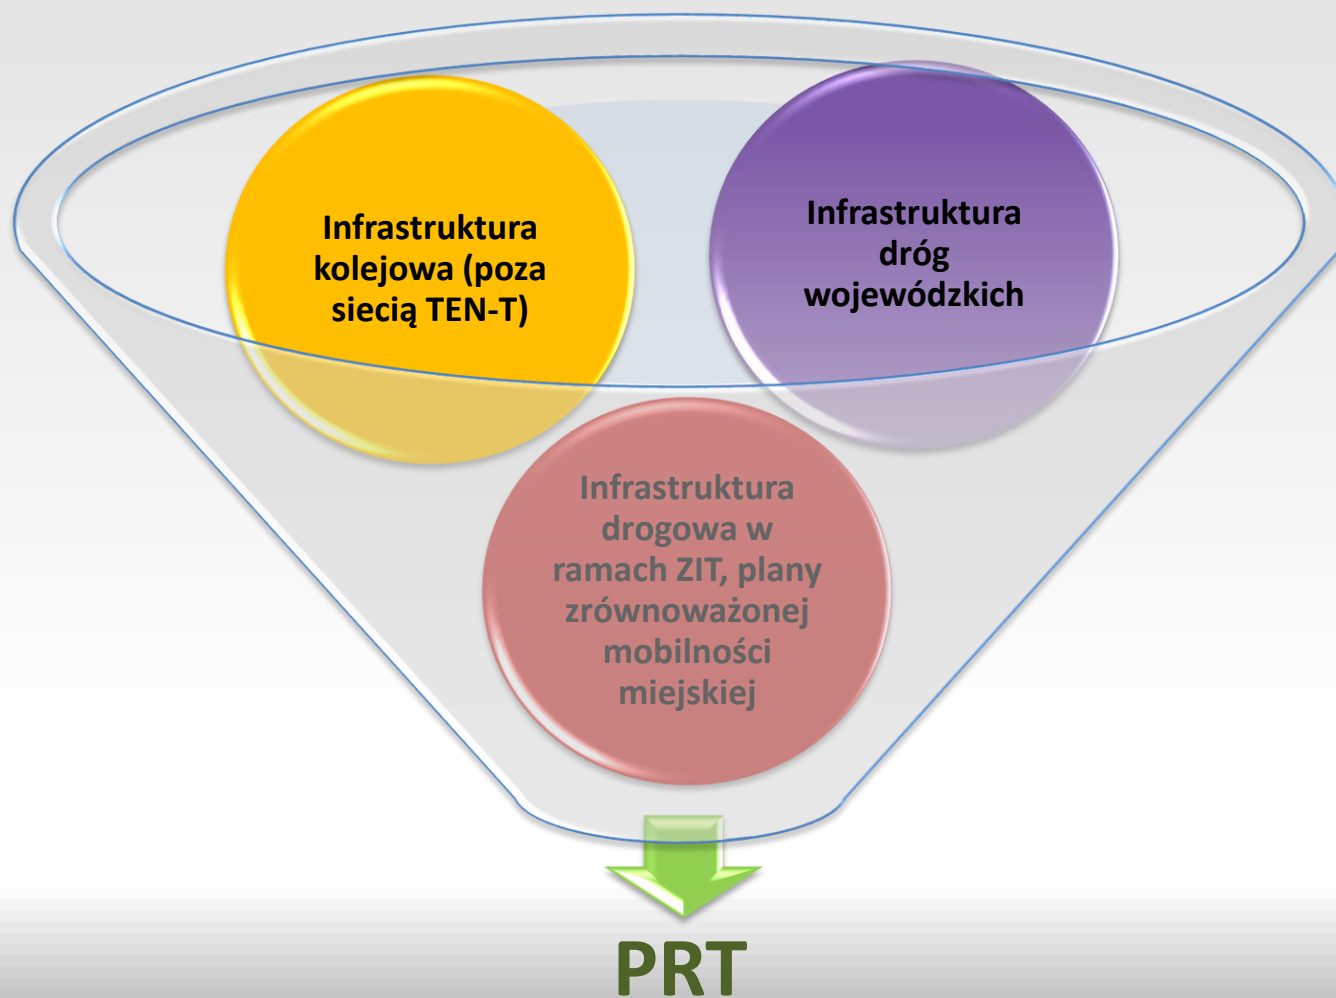 Infrastruktura
kolejowa (poza
siecią TEN-T)
Infrastruktura
dróg
wojewódzkich
Infrastruktura
drogowa w
ramach ZIT, plany
zrównoważonej
mobilności
miejskiej
PRT